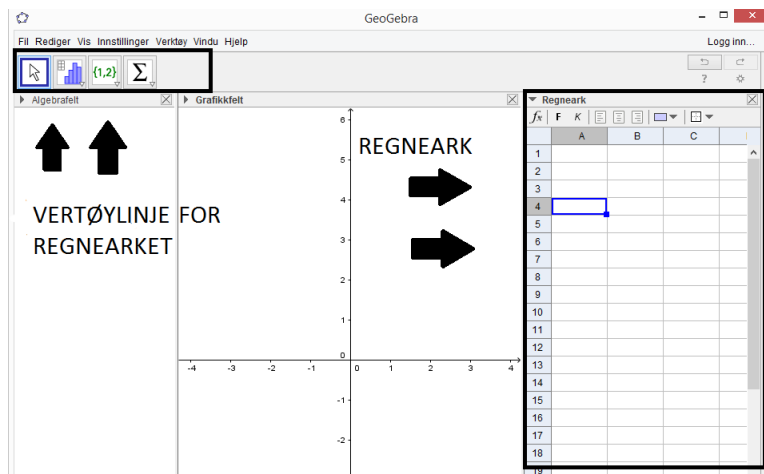 GeoGebra
Fil Rediger Vis Innstillinger Verktøy Vindu Hjelp
Logg inn...
{1,2} Σ
?
Algebrafelt
Grafikkfelt
Regneark
fx F K
A B C
1
2
3
4
5
6
7
8
9
10
11
12
13
14
15
16
17
18
19
VERTØYLINJE FOR
REGNEARKET
REGNEARK
6
5
4
3
2
1
0
-4 -3 -2 -1 0 1 2 3 4
-1
-2